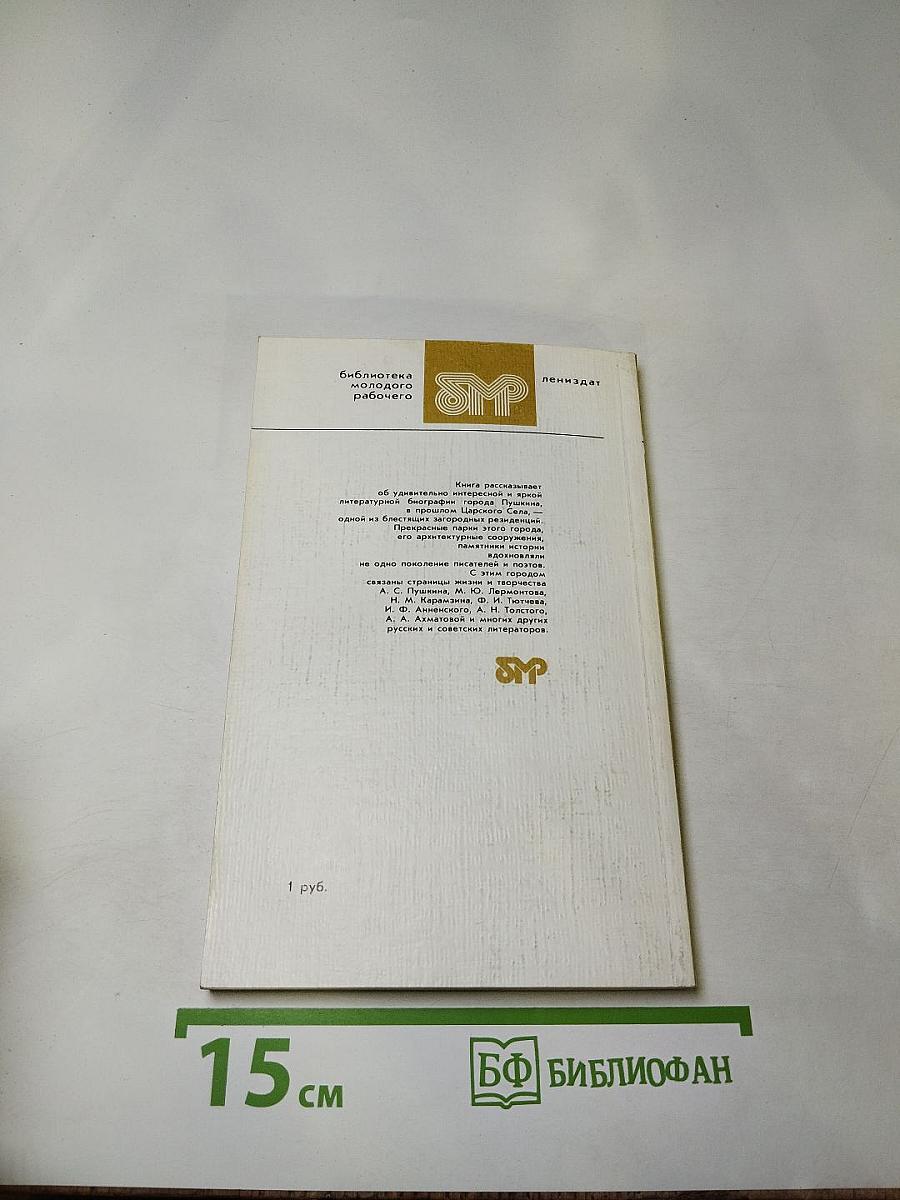 библиотека
молодого
рабочего
бмр
лениздат
Книга рассказывает
об удивительно интересной и яркой
литературной биографии города Пушкина,
в прошлом Царского Села, —
одной из блестящих загородных резиденций.
Прекрасные парки этого города,
его архитектурные сооружения,
памятники истории
вдохновляли
не одно поколение писателей и поэтов.
С этим городом
связаны страницы жизни и творчества
А. С. Пушкина, М. Ю. Лермонтова,
Н. М. Карамзина, Ф. И. Тютчева,
И. Ф. Анненского, А. Н. Толстого,
А. А. Ахматовой и многих других
русских и советских литераторов.
бмр
1 руб.
15 см
БФ БИБЛИОФАН